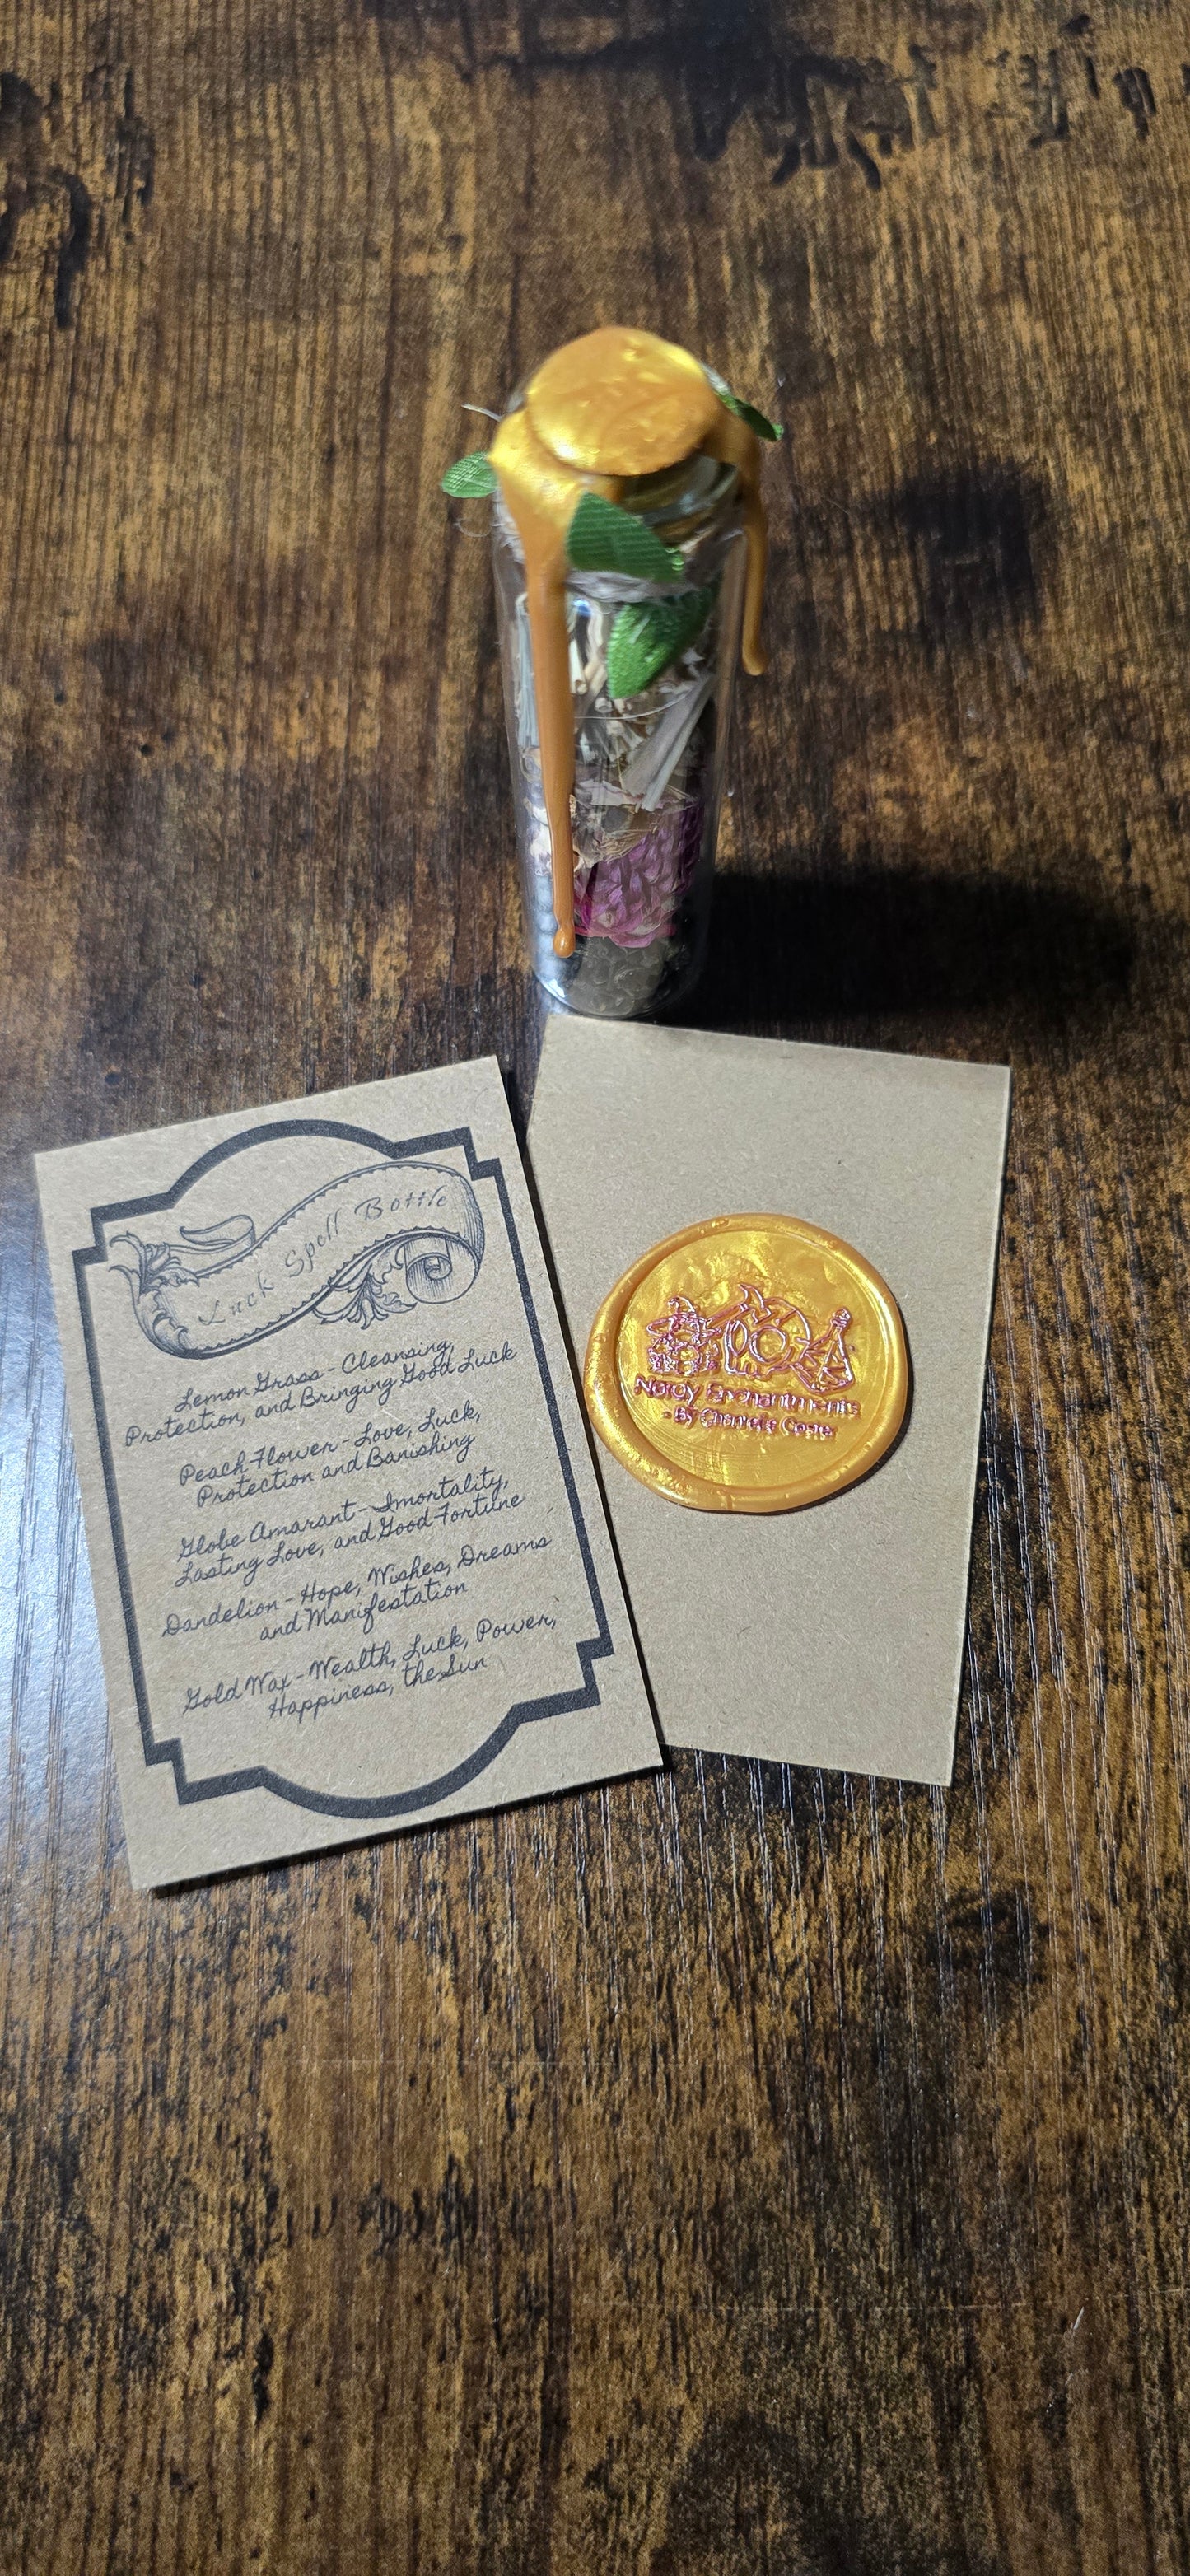 Luck Spell Bottle
Lemon Grass - Cleansing,
Protection, and Bringing Good Luck
Peach Flower - Love, Luck,
Protection and Banishing
Globe Amarant - Imortality,
Lasting Love, and Good Fortune
Dandelion - Hope, Wishes, Dreams
and Manifestation
Gold Wax - Wealth, Luck, Power,
Happiness, the Sun
Enchantments
- By